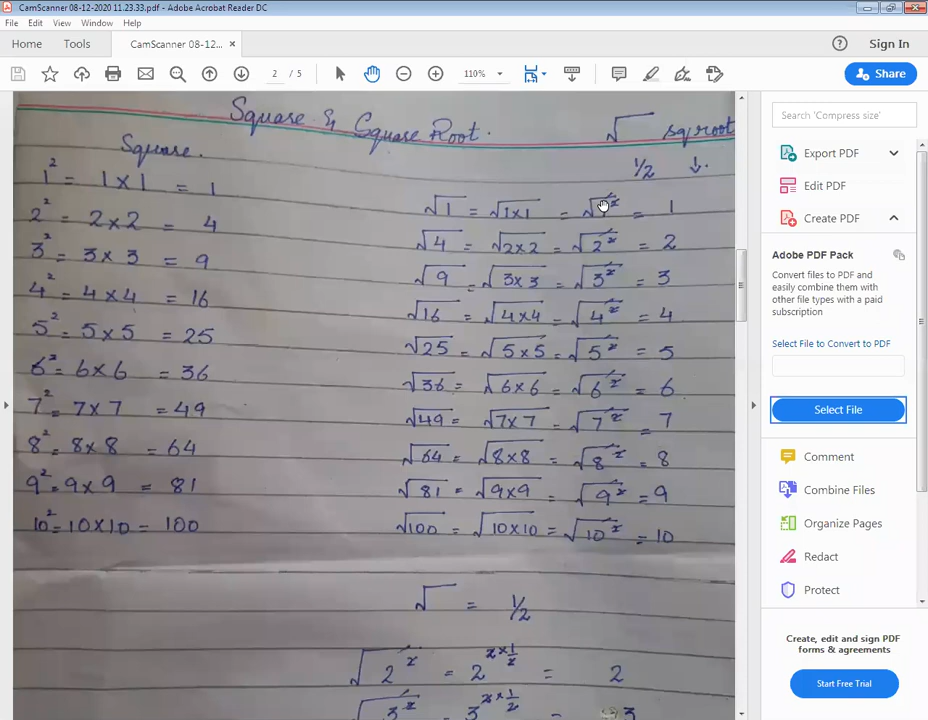 CamScanner 08-12-2020 11.23.33.pdf - Adobe Acrobat Reader DC
File Edit View Window Help
Home Tools CamScanner 08-12... × Sign In
2 / 5 110% Share
Square & Square Root. √ sq root
Square. 1/2 ↓
1² = 1×1 = 1
2² = 2×2 = 4
3² = 3×3 = 9
4² = 4×4 = 16
5² = 5×5 = 25
6² = 6×6 = 36
7² = 7×7 = 49
8² = 8×8 = 64
9² = 9×9 = 81
10² = 10×10 = 100
√1 = √1×1 = = 1
√4 = √2×2 = √2² = 2
√9 = √3×3 = √3² = 3
√16 = √4×4 = √4² = 4
√25 = √5×5 = √5² = 5
√36 = √6×6 = √6² = 6
√49 = √7×7 = √7² = 7
√64 = √8×8 = √8² = 8
√81 = √9×9 = √9² = 9
√100 = √10×10 = √10² = 10
√ = 1/2
√2² = 2^2×1/2 = 2
√3² = 3^2×1/2 = 3
Search "Compress size"
Export PDF
Edit PDF
Create PDF
Adobe PDF Pack
Convert files to PDF and
easily combine them with
other file types with a paid
subscription
Select File to Convert to PDF
Select File
Comment
Combine Files
Organize Pages
Redact
Protect
Create, edit and sign PDF
forms & agreements
Start Free Trial